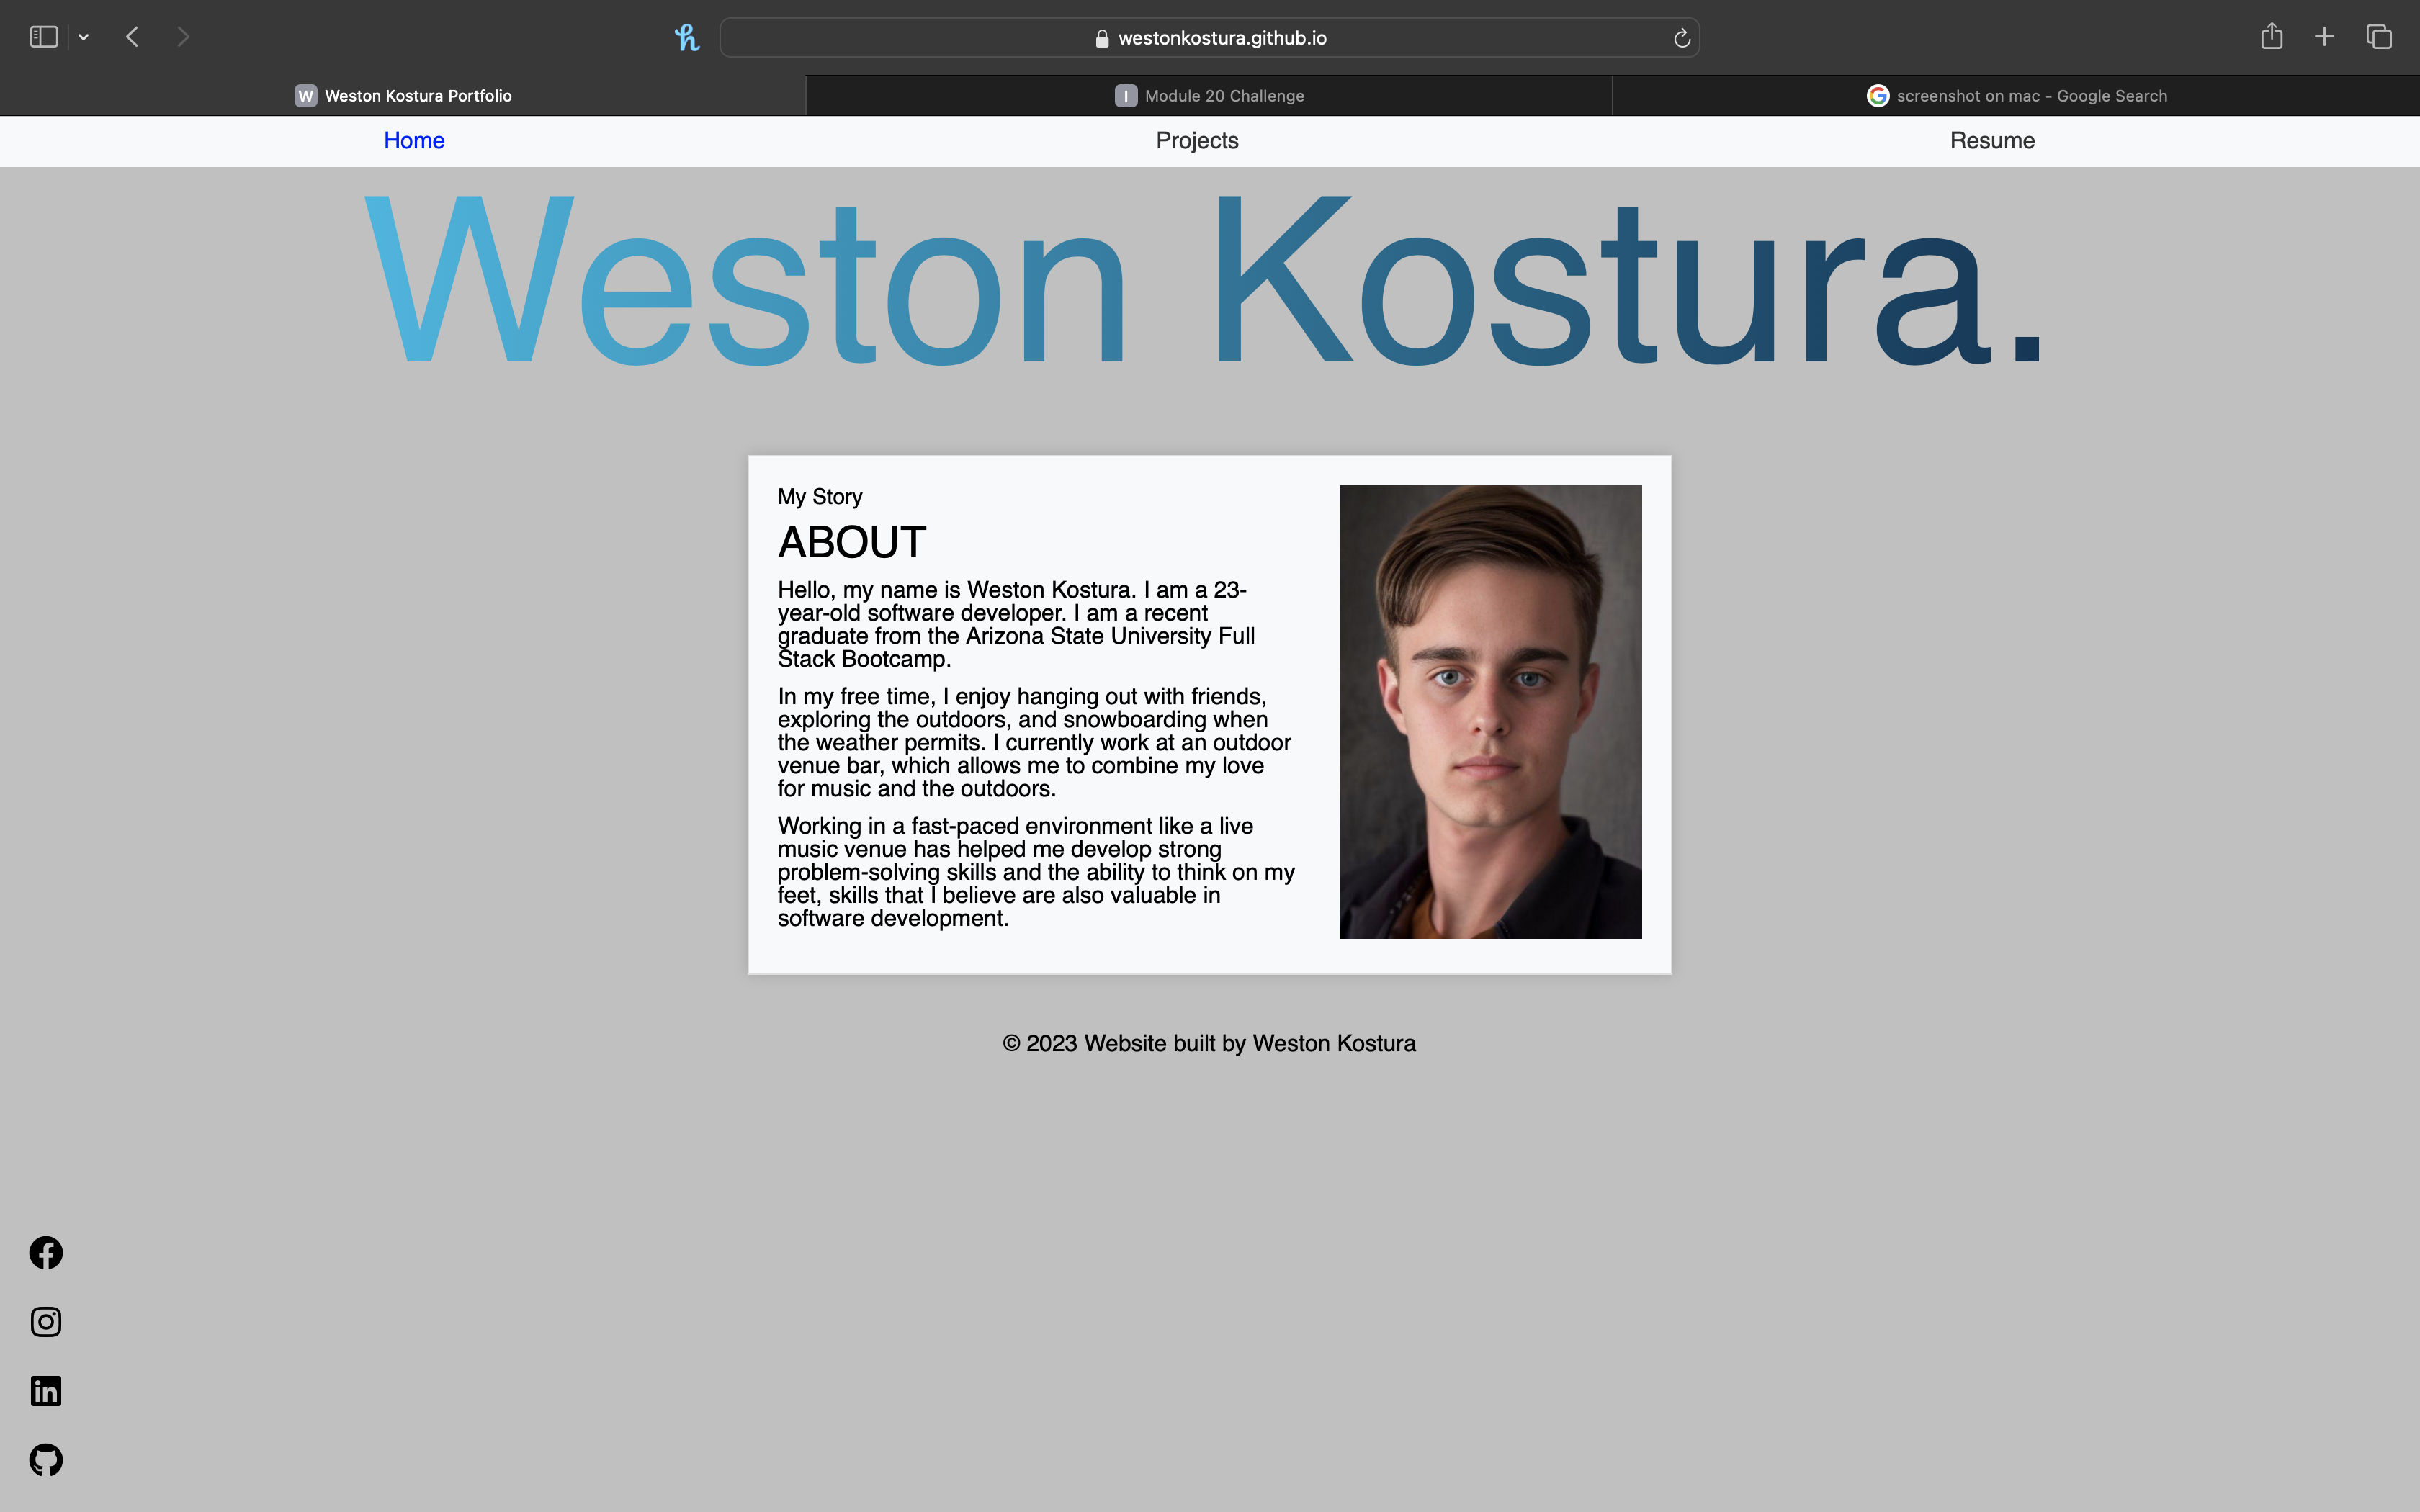 westonkostura.github.io
W Weston Kostura Portfolio
I Module 20 Challenge
screenshot on mac - Google Search
Home
Projects
Resume
Weston Kostura.
My Story
ABOUT
Hello, my name is Weston Kostura. I am a 23-
year-old software developer. I am a recent
graduate from the Arizona State University Full
Stack Bootcamp.
In my free time, I enjoy hanging out with friends,
exploring the outdoors, and snowboarding when
the weather permits. I currently work at an outdoor
venue bar, which allows me to combine my love
for music and the outdoors.
Working in a fast-paced environment like a live
music venue has helped me develop strong
problem-solving skills and the ability to think on my
feet, skills that I believe are also valuable in
software development.
© 2023 Website built by Weston Kostura